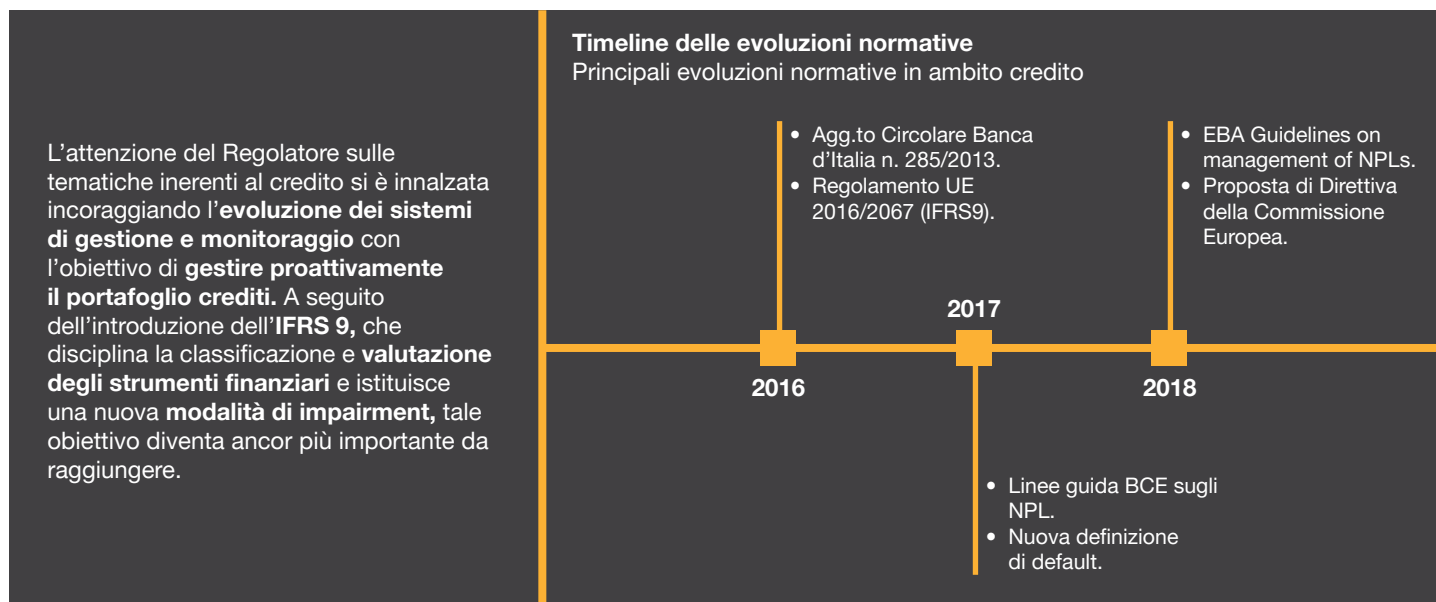 L'attenzione del Regolatore sulle
tematiche inerenti al credito si è innalzata
incoraggiando l'evoluzione dei sistemi
di gestione e monitoraggio con
l'obiettivo di gestire proattivamente
il portafoglio crediti. A seguito
dell'introduzione dell'IFRS 9, che
disciplina la classificazione e valutazione
degli strumenti finanziari e istituisce
una nuova modalità di impairment, tale
obiettivo diventa ancor più importante da
raggiungere.
Timeline delle evoluzioni normative
Principali evoluzioni normative in ambito credito
• Agg.to Circolare Banca
d'Italia n. 285/2013.
• Regolamento UE
2016/2067 (IFRS9).
2016
2017
• Linee guida BCE sugli
NPL.
• Nuova definizione
di default.
• EBA Guidelines on
management of NPLs.
• Proposta di Direttiva
della Commissione
Europea.
2018